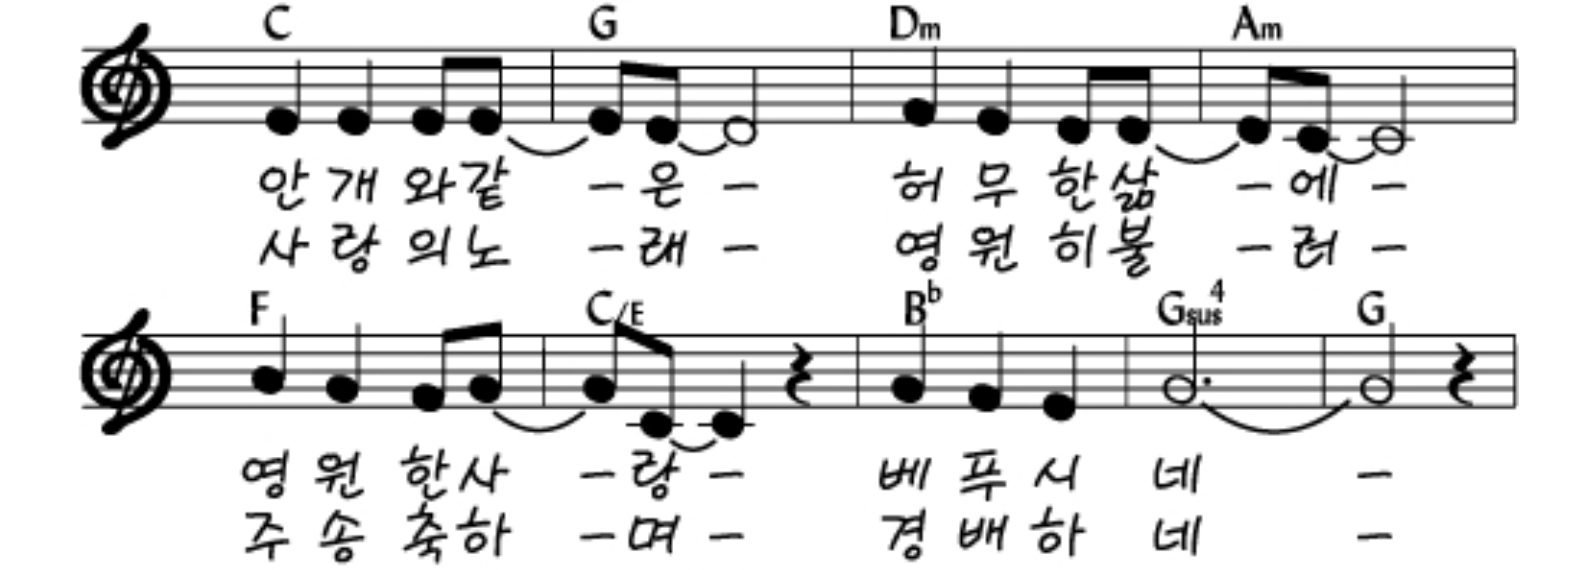 C G Dm Am
안 개 와 같 - 은 - 허 무 한 삶 - 에 -
사 랑 의 노 - 래 - 영 원 히 불 - 러 -
F C/E Bb Gsus4 G
영 원 한 사 - 랑 - 베 푸 시 네 -
주 송 축 하 - 며 - 경 배 하 네 -